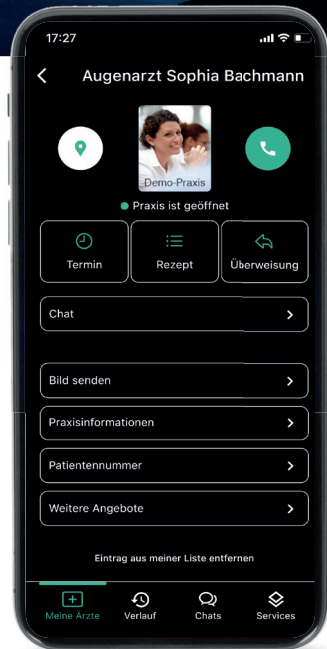 17:27
Augenarzt Sophia Bachmann
Demo-Praxis
Praxis ist geöffnet
Termin
Rezept
Überweisung
Chat
Bild senden
Praxisinformationen
Patientennummer
Weitere Angebote
Eintrag aus meiner Liste entfernen
Meine Ärzte
Verlauf
Chats
Services